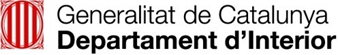 Generalitat de Catalunya
Departament d'Interior